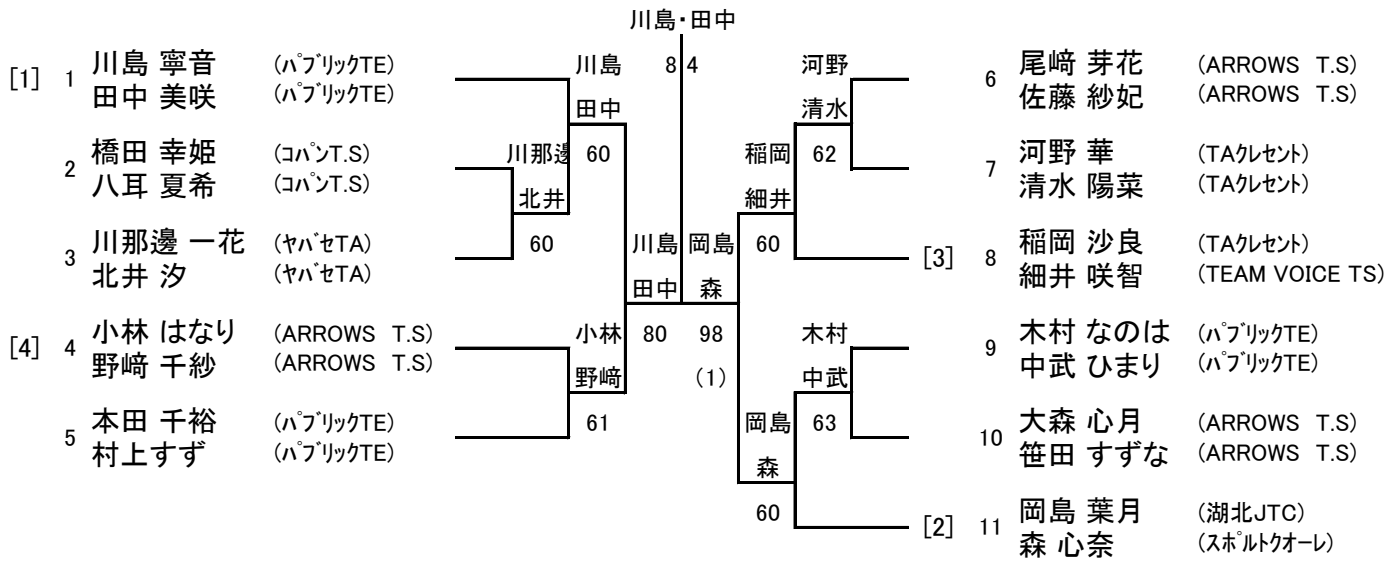 川島・田中
8 4
[1] 1 川島 寧音 (パブリックTE)
田中 美咲 (パブリックTE)
2 橋田 幸姫 (コパンT.S)
八耳 夏希 (コパンT.S)
3 川那邊 一花 (ヤバセTA)
北井 汐 (ヤバセTA)
[4] 4 小林 はなり (ARROWS T.S)
野﨑 千紗 (ARROWS T.S)
5 本田 千裕 (パブリックTE)
村上すず (パブリックTE)
川島
田中
60
川那邊
北井
60
小林
野﨑
61
川島
田中
80
岡島
森
98
(1)
河野
清水
62
稲岡
細井
60
木村
中武
63
岡島
森
60
6 尾﨑 芽花 (ARROWS T.S)
佐藤 紗妃 (ARROWS T.S)
7 河野 華 (TAクレセント)
清水 陽菜 (TAクレセント)
[3] 8 稲岡 沙良 (TAクレセント)
細井 咲智 (TEAM VOICE TS)
9 木村 なのは (パブリックTE)
中武 ひまり (パブリックTE)
10 大森 心月 (ARROWS T.S)
笹田 すずな (ARROWS T.S)
[2] 11 岡島 葉月 (湖北JTC)
森 心奈 (スポルトクオーレ)